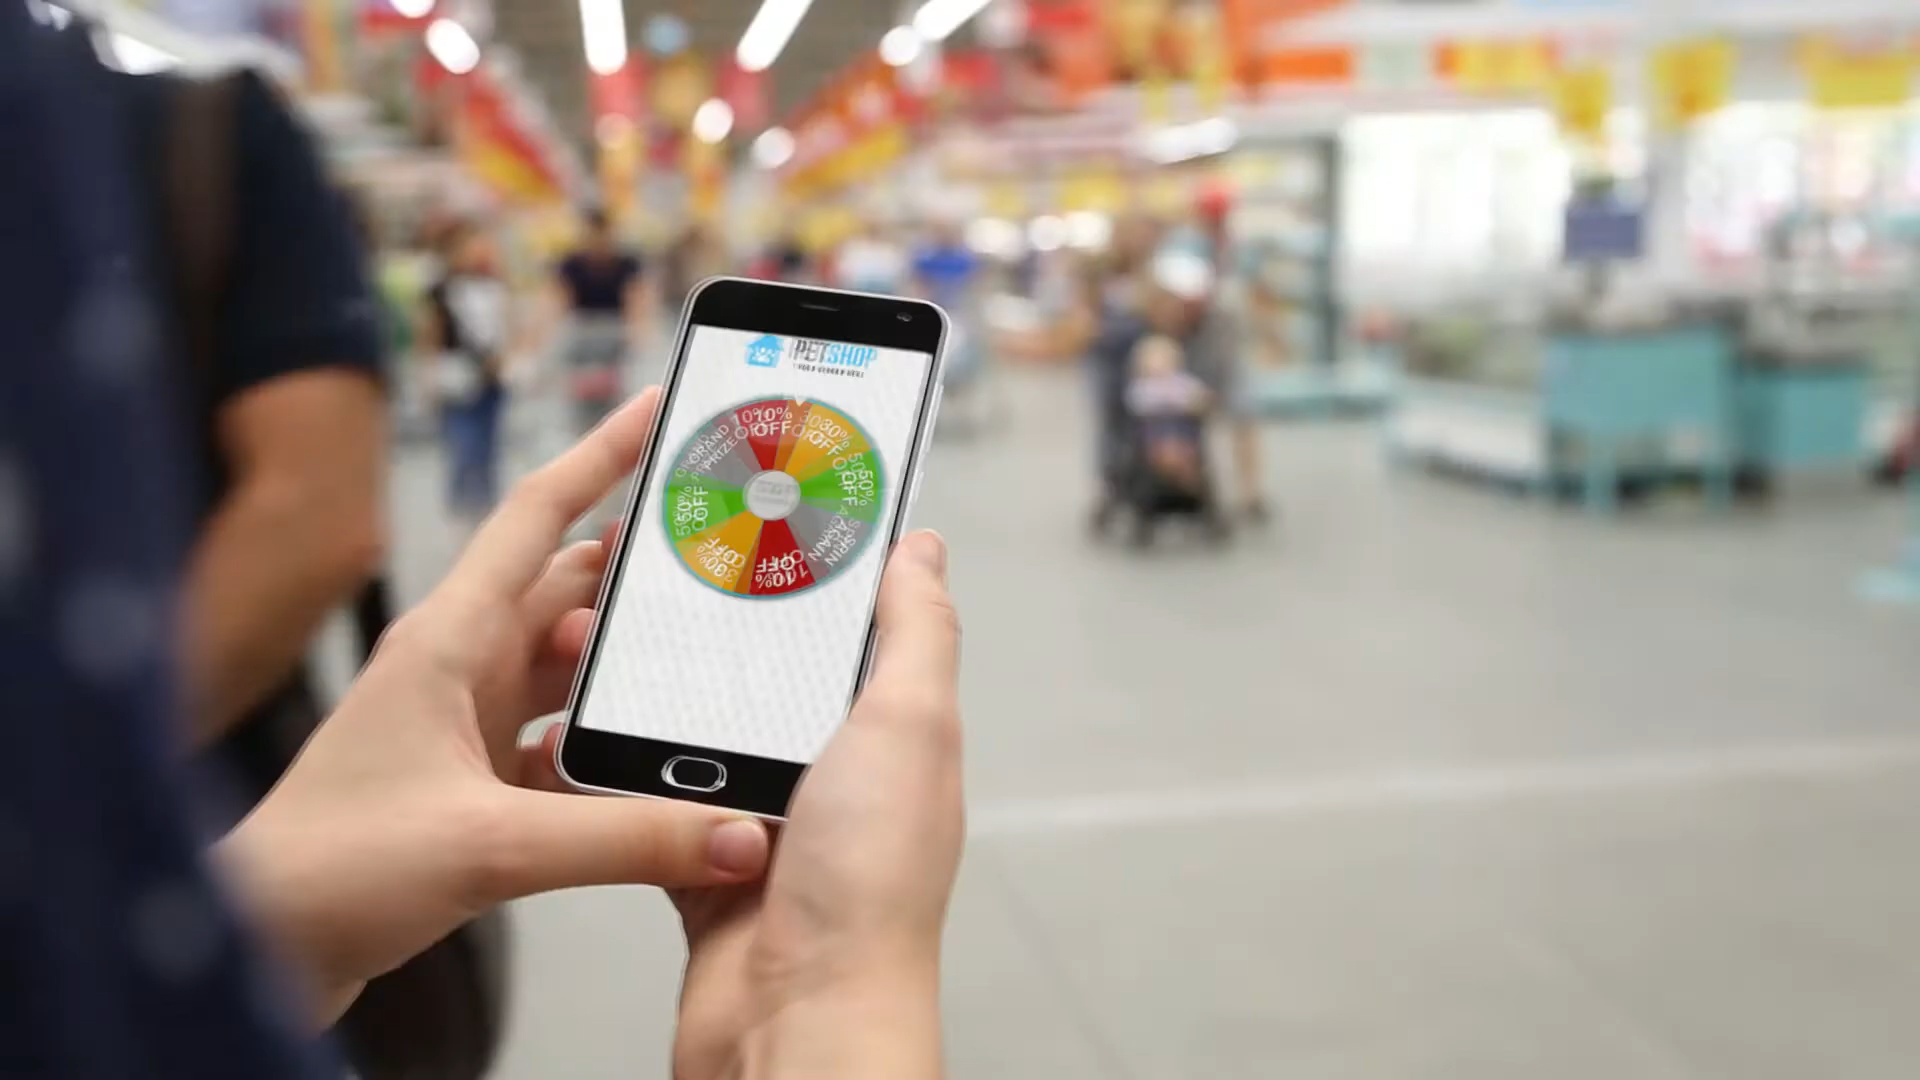 PETSHOP
10%
OFF
30%
OFF
50%
OFF
SPIN
AGAIN
10%
OFF
30%
OFF
50%
OFF
GRAND
PRIZE